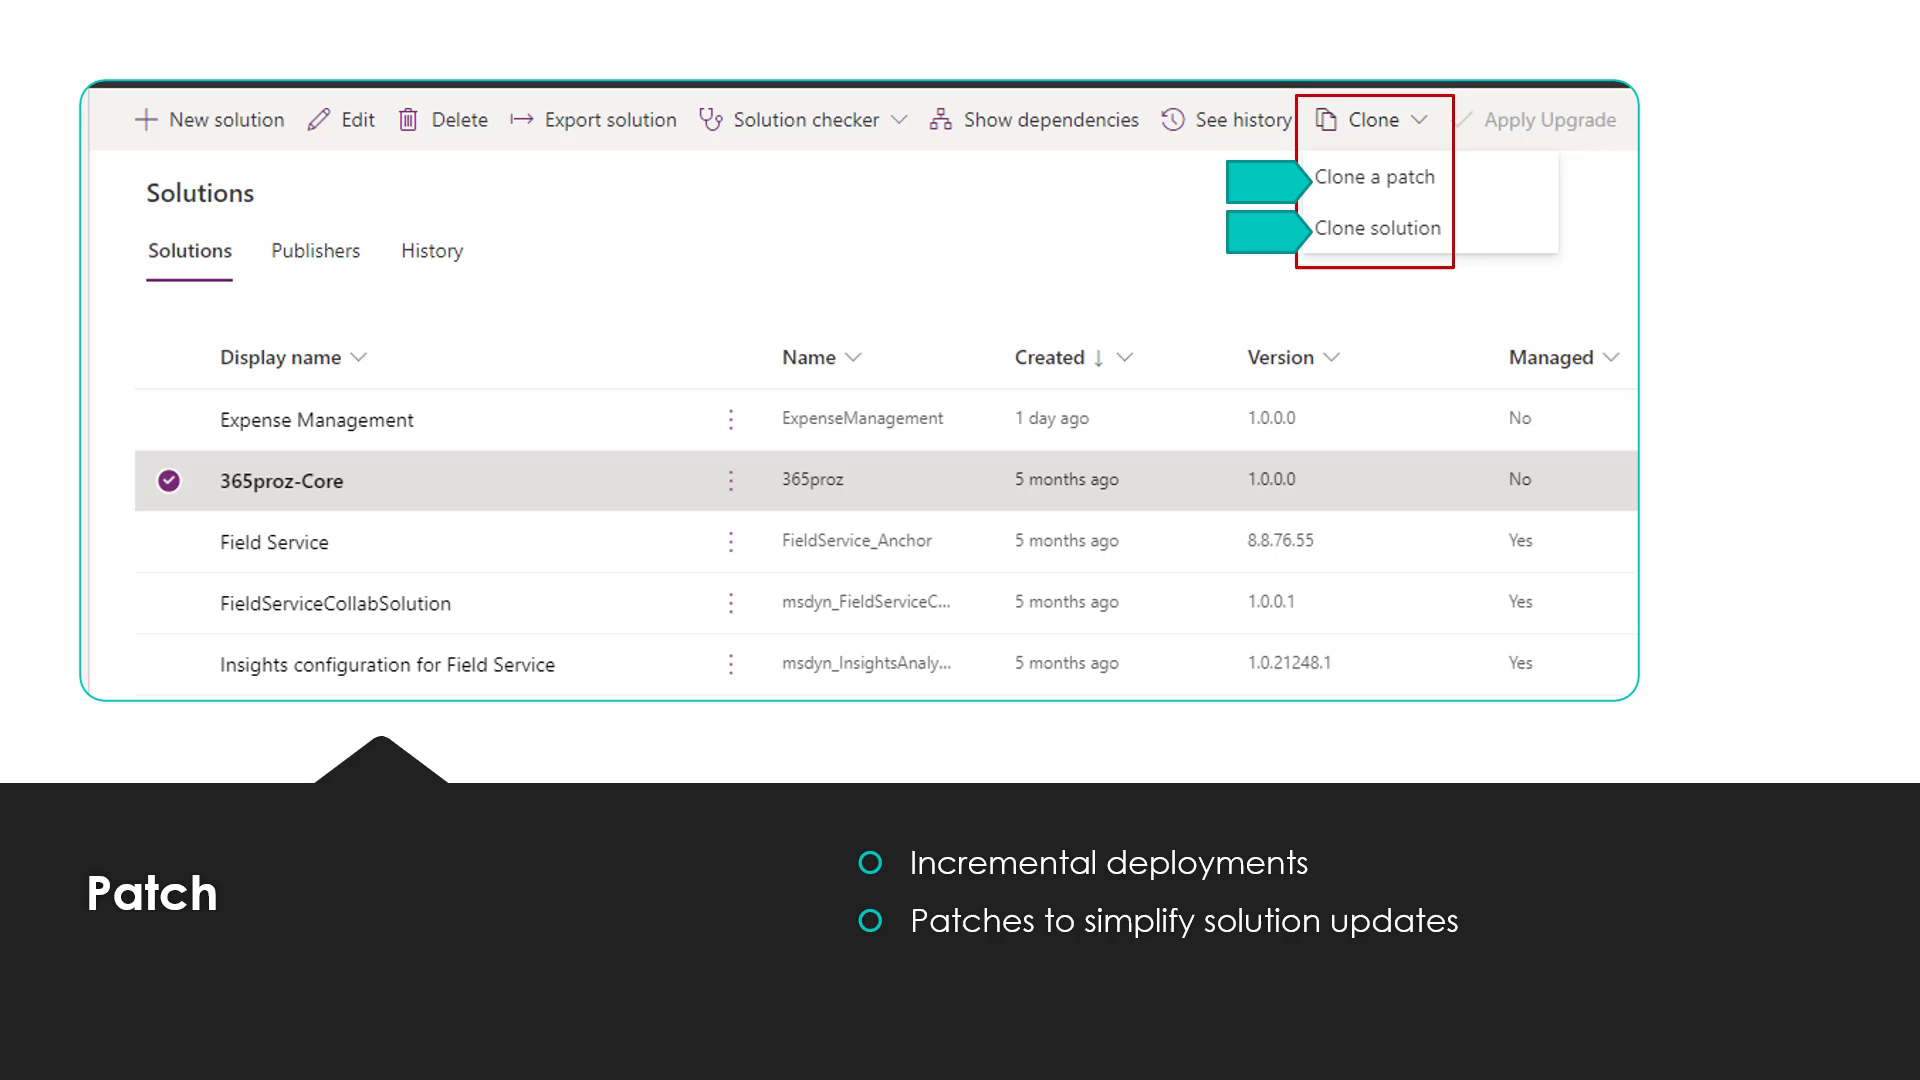 New solution Edit Delete Export solution Solution checker Show dependencies See history Clone Apply Upgrade
Clone a patch
Clone solution
Solutions
Solutions Publishers History
Display name Name Created ↓ Version Managed
Expense Management ExpenseManagement 1 day ago 1.0.0.0 No
365proz-Core 365proz 5 months ago 1.0.0.0 No
Field Service FieldService_Anchor 5 months ago 8.8.76.55 Yes
FieldServiceCollabSolution msdyn_FieldServiceC... 5 months ago 1.0.0.1 Yes
Insights configuration for Field Service msdyn_InsightsAnaly... 5 months ago 1.0.21248.1 Yes
Patch
Incremental deployments
Patches to simplify solution updates